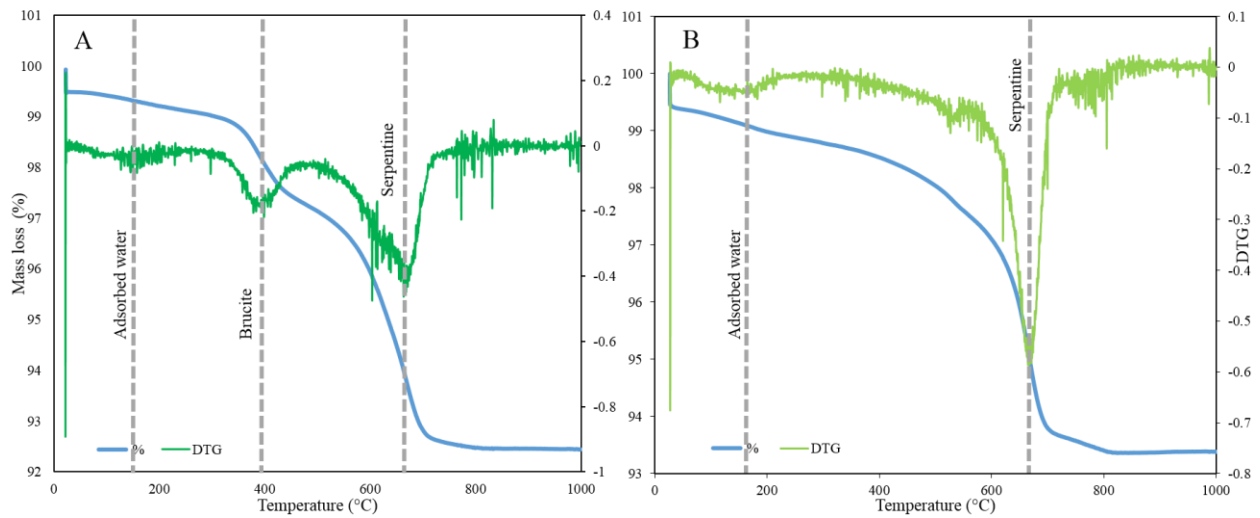 A
101
100
99
98
97
96
95
94
93
92
Mass loss (%)
0.4
0.2
0
-0.2
-0.4
-0.6
-0.8
-1
Adsorbed water
Brucite
Serpentine
% DTG
0 200 400 600 800 1000
Temperature (°C)
B
101
100
99
98
97
96
95
94
93
0.1
0
-0.1
-0.2
-0.3
-0.4
-0.5
-0.6
-0.7
-0.8
DTG
Adsorbed water
Serpentine
% DTG
0 200 400 600 800 1000
Temperature (°C)